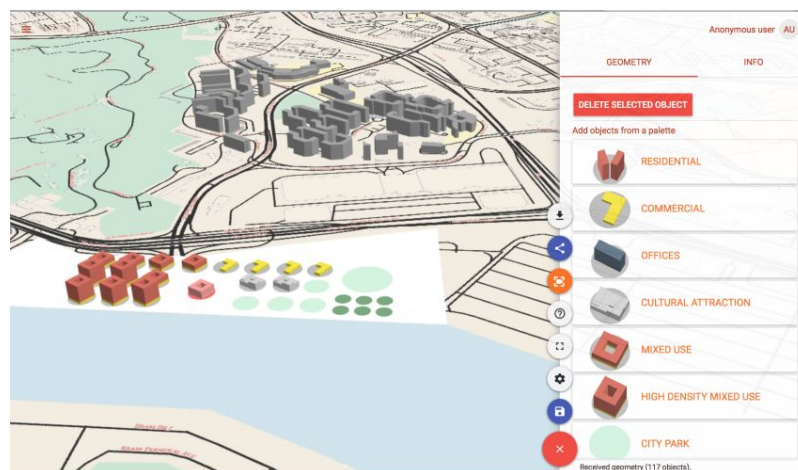 Anonymous user AU
GEOMETRY INFO
DELETE SELECTED OBJECT
Add objects from a palette
RESIDENTIAL
COMMERCIAL
OFFICES
CULTURAL ATTRACTION
MIXED USE
HIGH DENSITY MIXED USE
CITY PARK
Received geometry (117 objects).